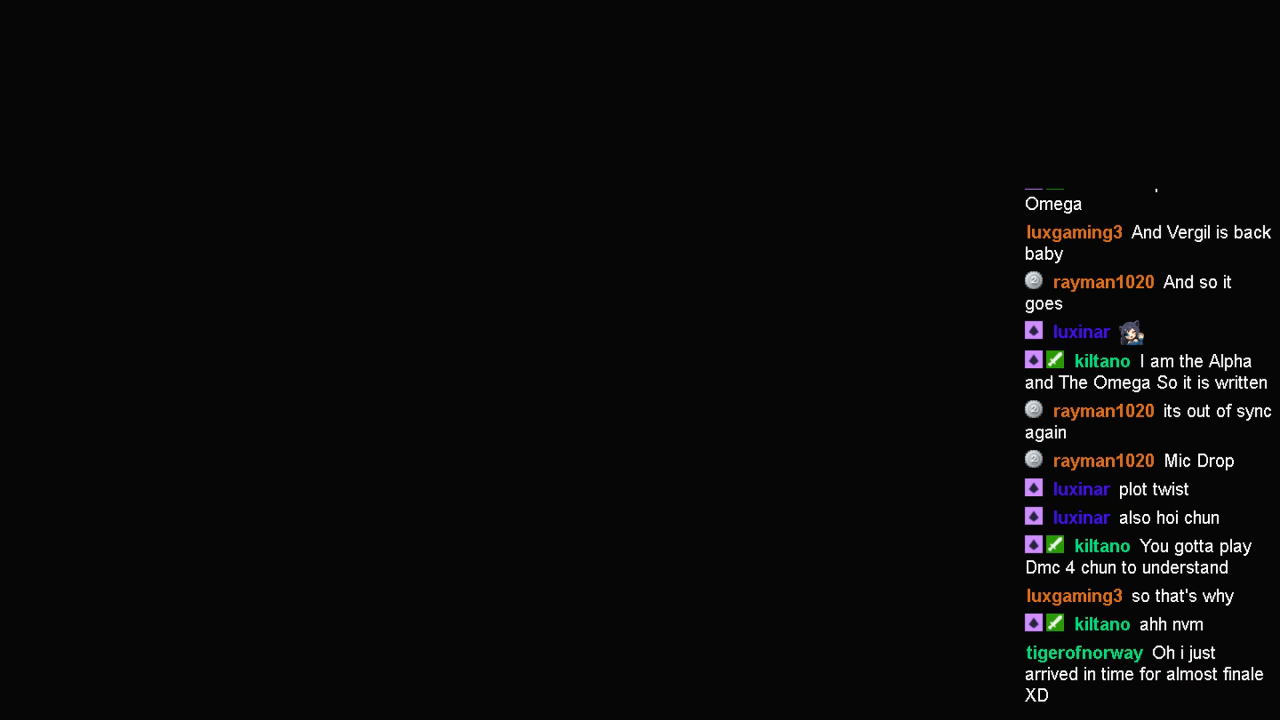 Omega
luxgaming3 And Vergil is back
baby
rayman1020 And so it
goes
luxinar
kiltano I am the Alpha
and The Omega So it is written
rayman1020 its out of sync
again
rayman1020 Mic Drop
luxinar plot twist
luxinar also hoi chun
kiltano You gotta play
Dmc 4 chun to understand
luxgaming3 so that's why
kiltano ahh nvm
tigerofnorway Oh i just
arrived in time for almost finale
XD